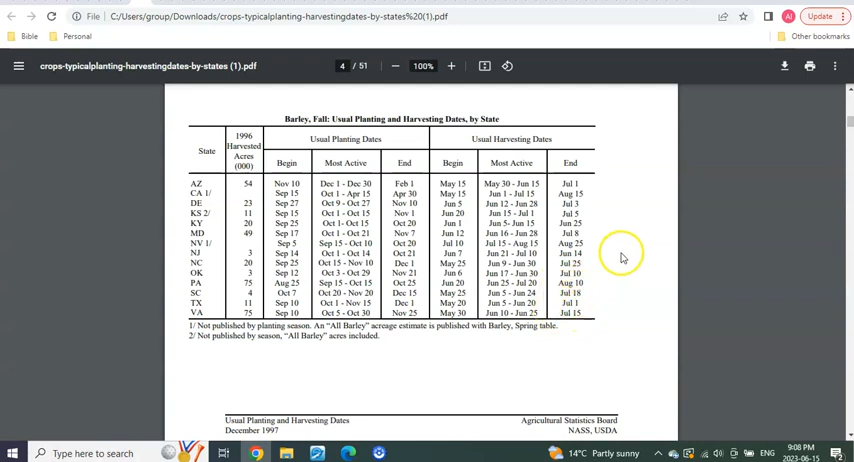 File | C:/Users/group/Downloads/crops-typicalplanting-harvestingdates-by-states%20(1).pdf
AI
Update
Bible
Personal
Other bookmarks
crops-typicalplanting-harvestingdates-by-states (1).pdf
4 / 51
100%
Barley, Fall: Usual Planting and Harvesting Dates, by State
State 1996 Harvested Acres (000) Usual Planting Dates Usual Harvesting Dates
Begin Most Active End Begin Most Active End
AZ 54 Nov 10 Dec 1 - Dec 30 Feb 1 May 15 May 30 - Jun 15 Jul 1
CA 1/ Sep 15 Oct 1 - Apr 15 Apr 30 May 15 Jun 1 - Jul 15 Aug 15
DE 23 Sep 27 Oct 9 - Oct 27 Nov 10 Jun 5 Jun 12 - Jun 28 Jul 3
KS 2/ 11 Sep 15 Oct 1 - Oct 15 Nov 1 Jun 20 Jun 15 - Jul 1 Jul 5
KY 20 Sep 25 Oct 1 - Oct 15 Oct 20 Jun 1 Jun 5- Jun 15 Jun 25
MD 49 Sep 17 Oct 1 - Oct 21 Nov 7 Jun 12 Jun 16 - Jun 28 Jul 8
NV 1/ Sep 5 Sep 15 - Oct 10 Oct 20 Jul 10 Jul 15 - Aug 15 Aug 25
NJ 3 Sep 14 Oct 1 - Oct 14 Oct 21 Jun 7 Jun 21 - Jul 10 Jun 14
NC 20 Sep 25 Oct 15 - Nov 10 Dec 1 May 25 Jun 9 - Jun 30 Jul 25
OK 3 Sep 12 Oct 3 - Oct 29 Nov 21 Jun 6 Jun 17 - Jun 30 Jul 10
PA 75 Aug 25 Sep 15 - Oct 15 Oct 25 Jun 20 Jun 25 - Jul 20 Aug 10
SC 4 Oct 7 Oct 20 - Nov 20 Dec 15 May 25 Jun 5 - Jun 24 Jul 18
TX 11 Sep 10 Oct 1 - Nov 15 Dec 1 May 20 Jun 5 - Jun 20 Jul 1
VA 75 Sep 10 Oct 5 - Oct 30 Nov 25 May 30 Jun 10 - Jun 25 Jul 15
1/ Not published by planting season. An “All Barley” acreage estimate is published with Barley, Spring table.
2/ Not published by season, “All Barley” acres included.
Usual Planting and Harvesting Dates Agricultural Statistics Board
December 1997 NASS, USDA
Type here to search
14°C Partly sunny
ENG
9:08 PM
2023-06-15
2